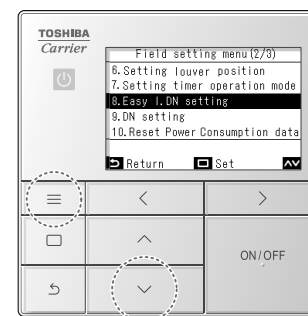 TOSHIBA
Carrier
Field setting menu(2/3)
6.Setting louver position
7.Setting timer operation mode
8.Easy I.DN setting
9.DN setting
10.Reset Power Consumption data
Return Set
ON/OFF